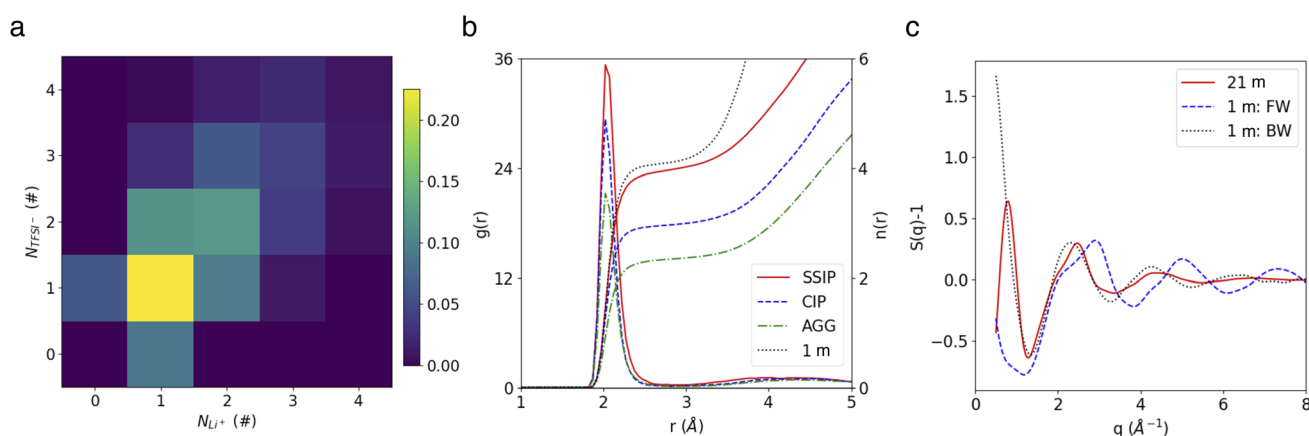 a
4
3
2
1
0
N_TFSI⁻ (#)
0 1 2 3 4
N_Li⁺ (#)
0.20
0.15
0.10
0.05
0.00
b
36
24
12
0
g(r)
1 2 3 4 5
r (Å)
6
4
2
0
n(r)
SSIP
CIP
AGG
1 m
c
1.5
1.0
0.5
0.0
−0.5
S(q)-1
0 2 4 6 8
q (Å⁻¹)
21 m
1 m: FW
1 m: BW